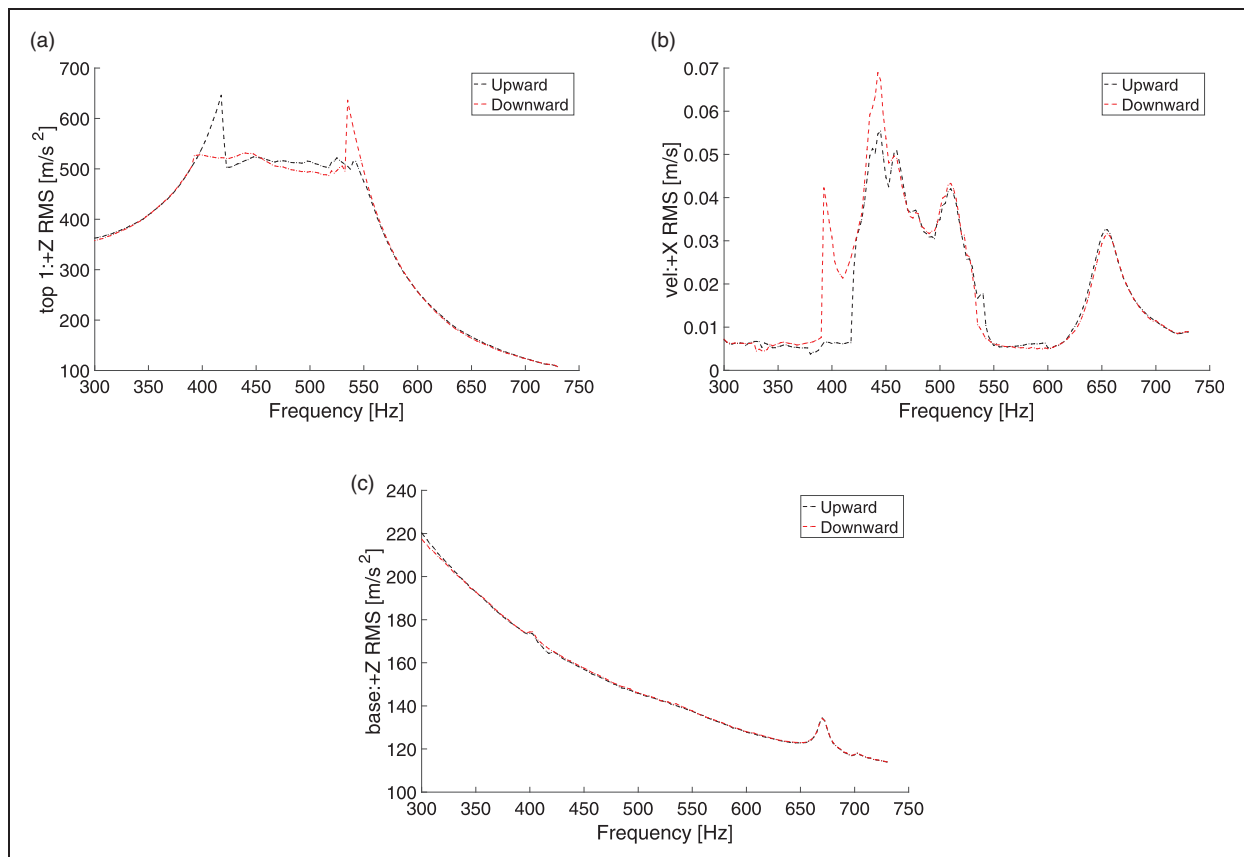 (a)
700
600
500
400
300
200
100
top 1:+Z RMS [m/s 2]
300 350 400 450 500 550 600 650 700 750
Frequency [Hz]
Upward
Downward
(b)
0.07
0.06
0.05
0.04
0.03
0.02
0.01
0
vel:+X RMS [m/s]
300 350 400 450 500 550 600 650 700 750
Frequency [Hz]
Upward
Downward
(c)
240
220
200
180
160
140
120
100
base:+Z RMS [m/s 2]
300 350 400 450 500 550 600 650 700 750
Frequency [Hz]
Upward
Downward